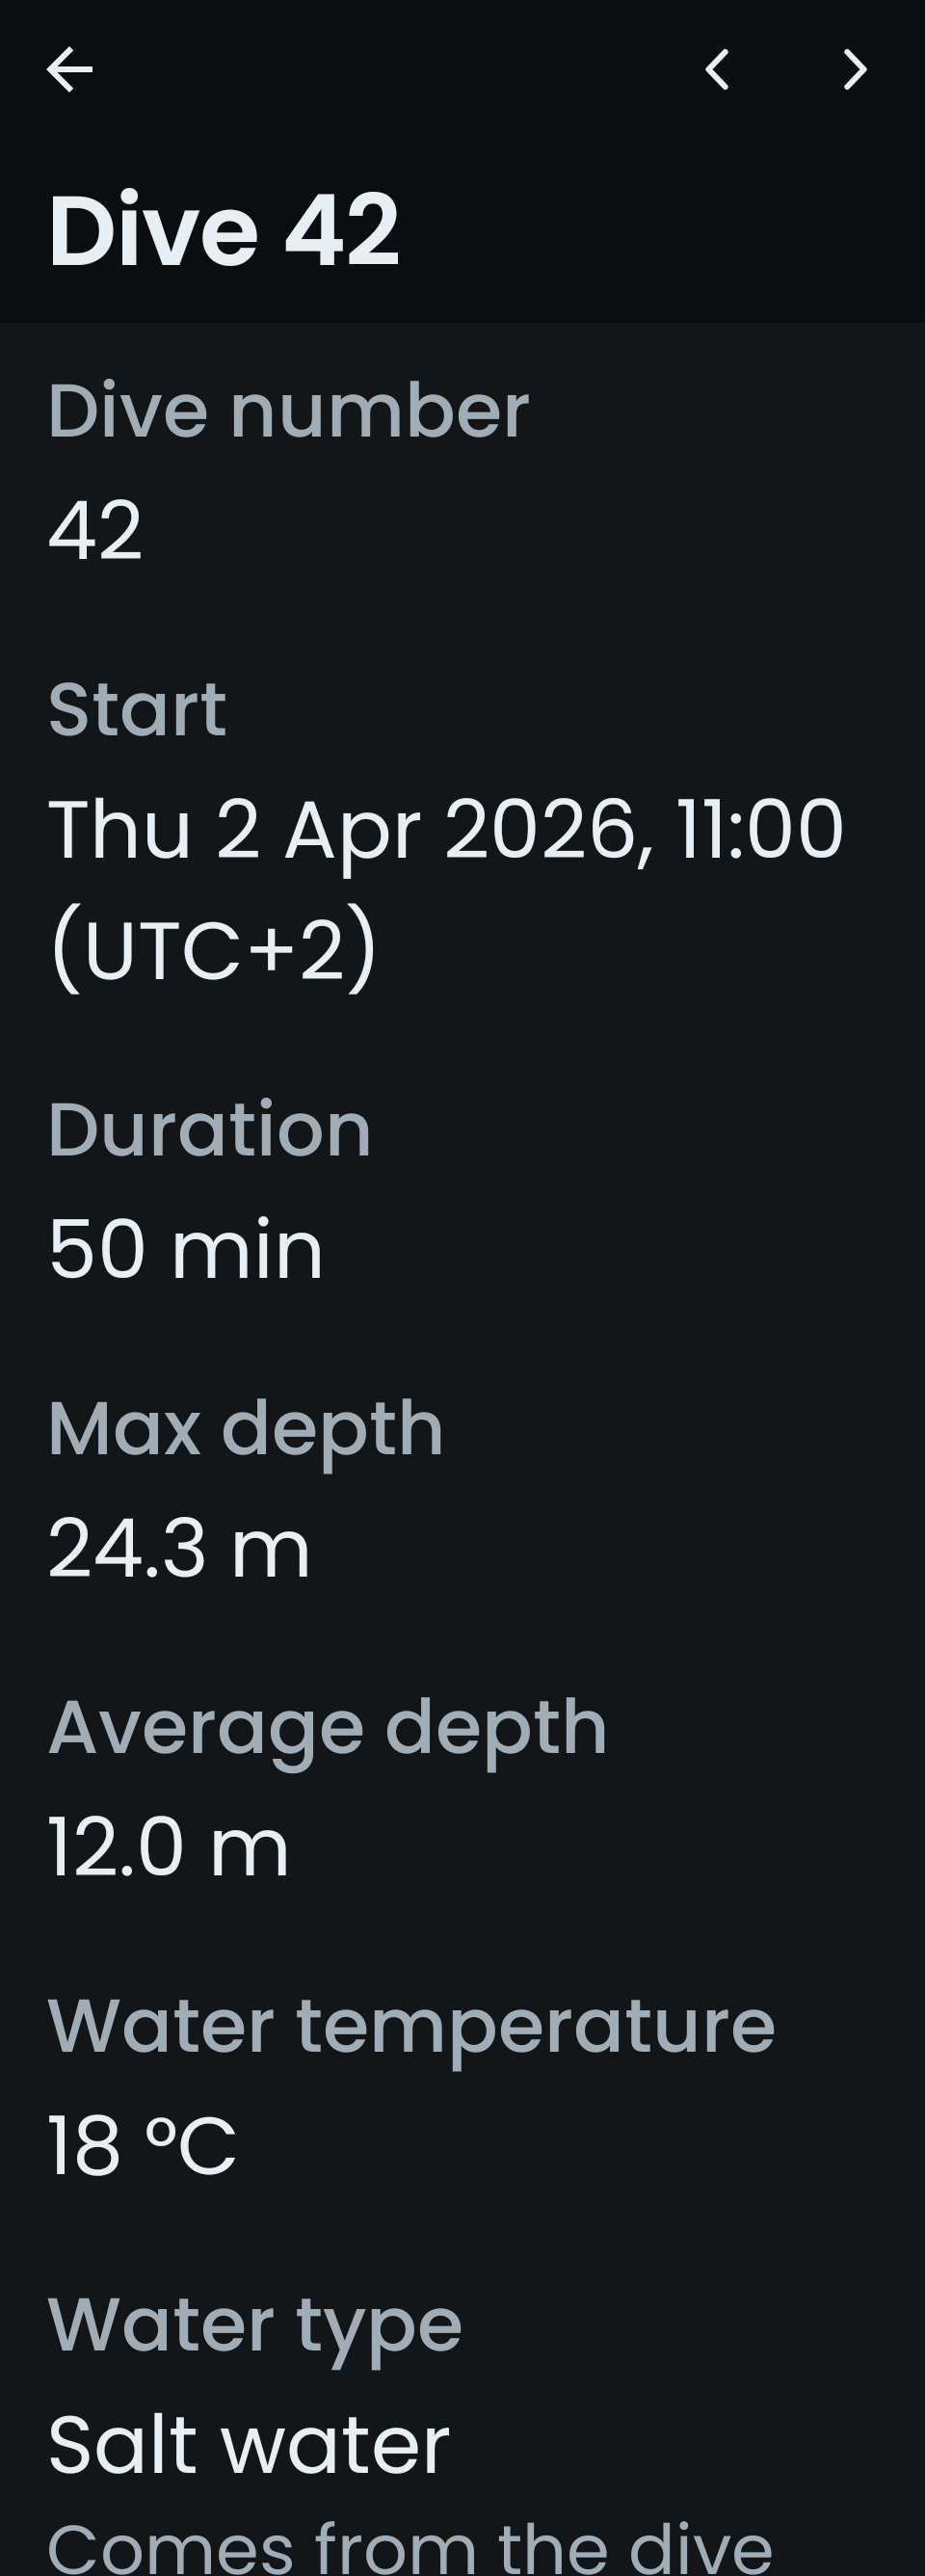 Dive 42
Dive number
42
Start
Thu 2 Apr 2026, 11:00
(UTC+2)
Duration
50 min
Max depth
24.3 m
Average depth
12.0 m
Water temperature
18 °C
Water type
Salt water
Comes from the dive